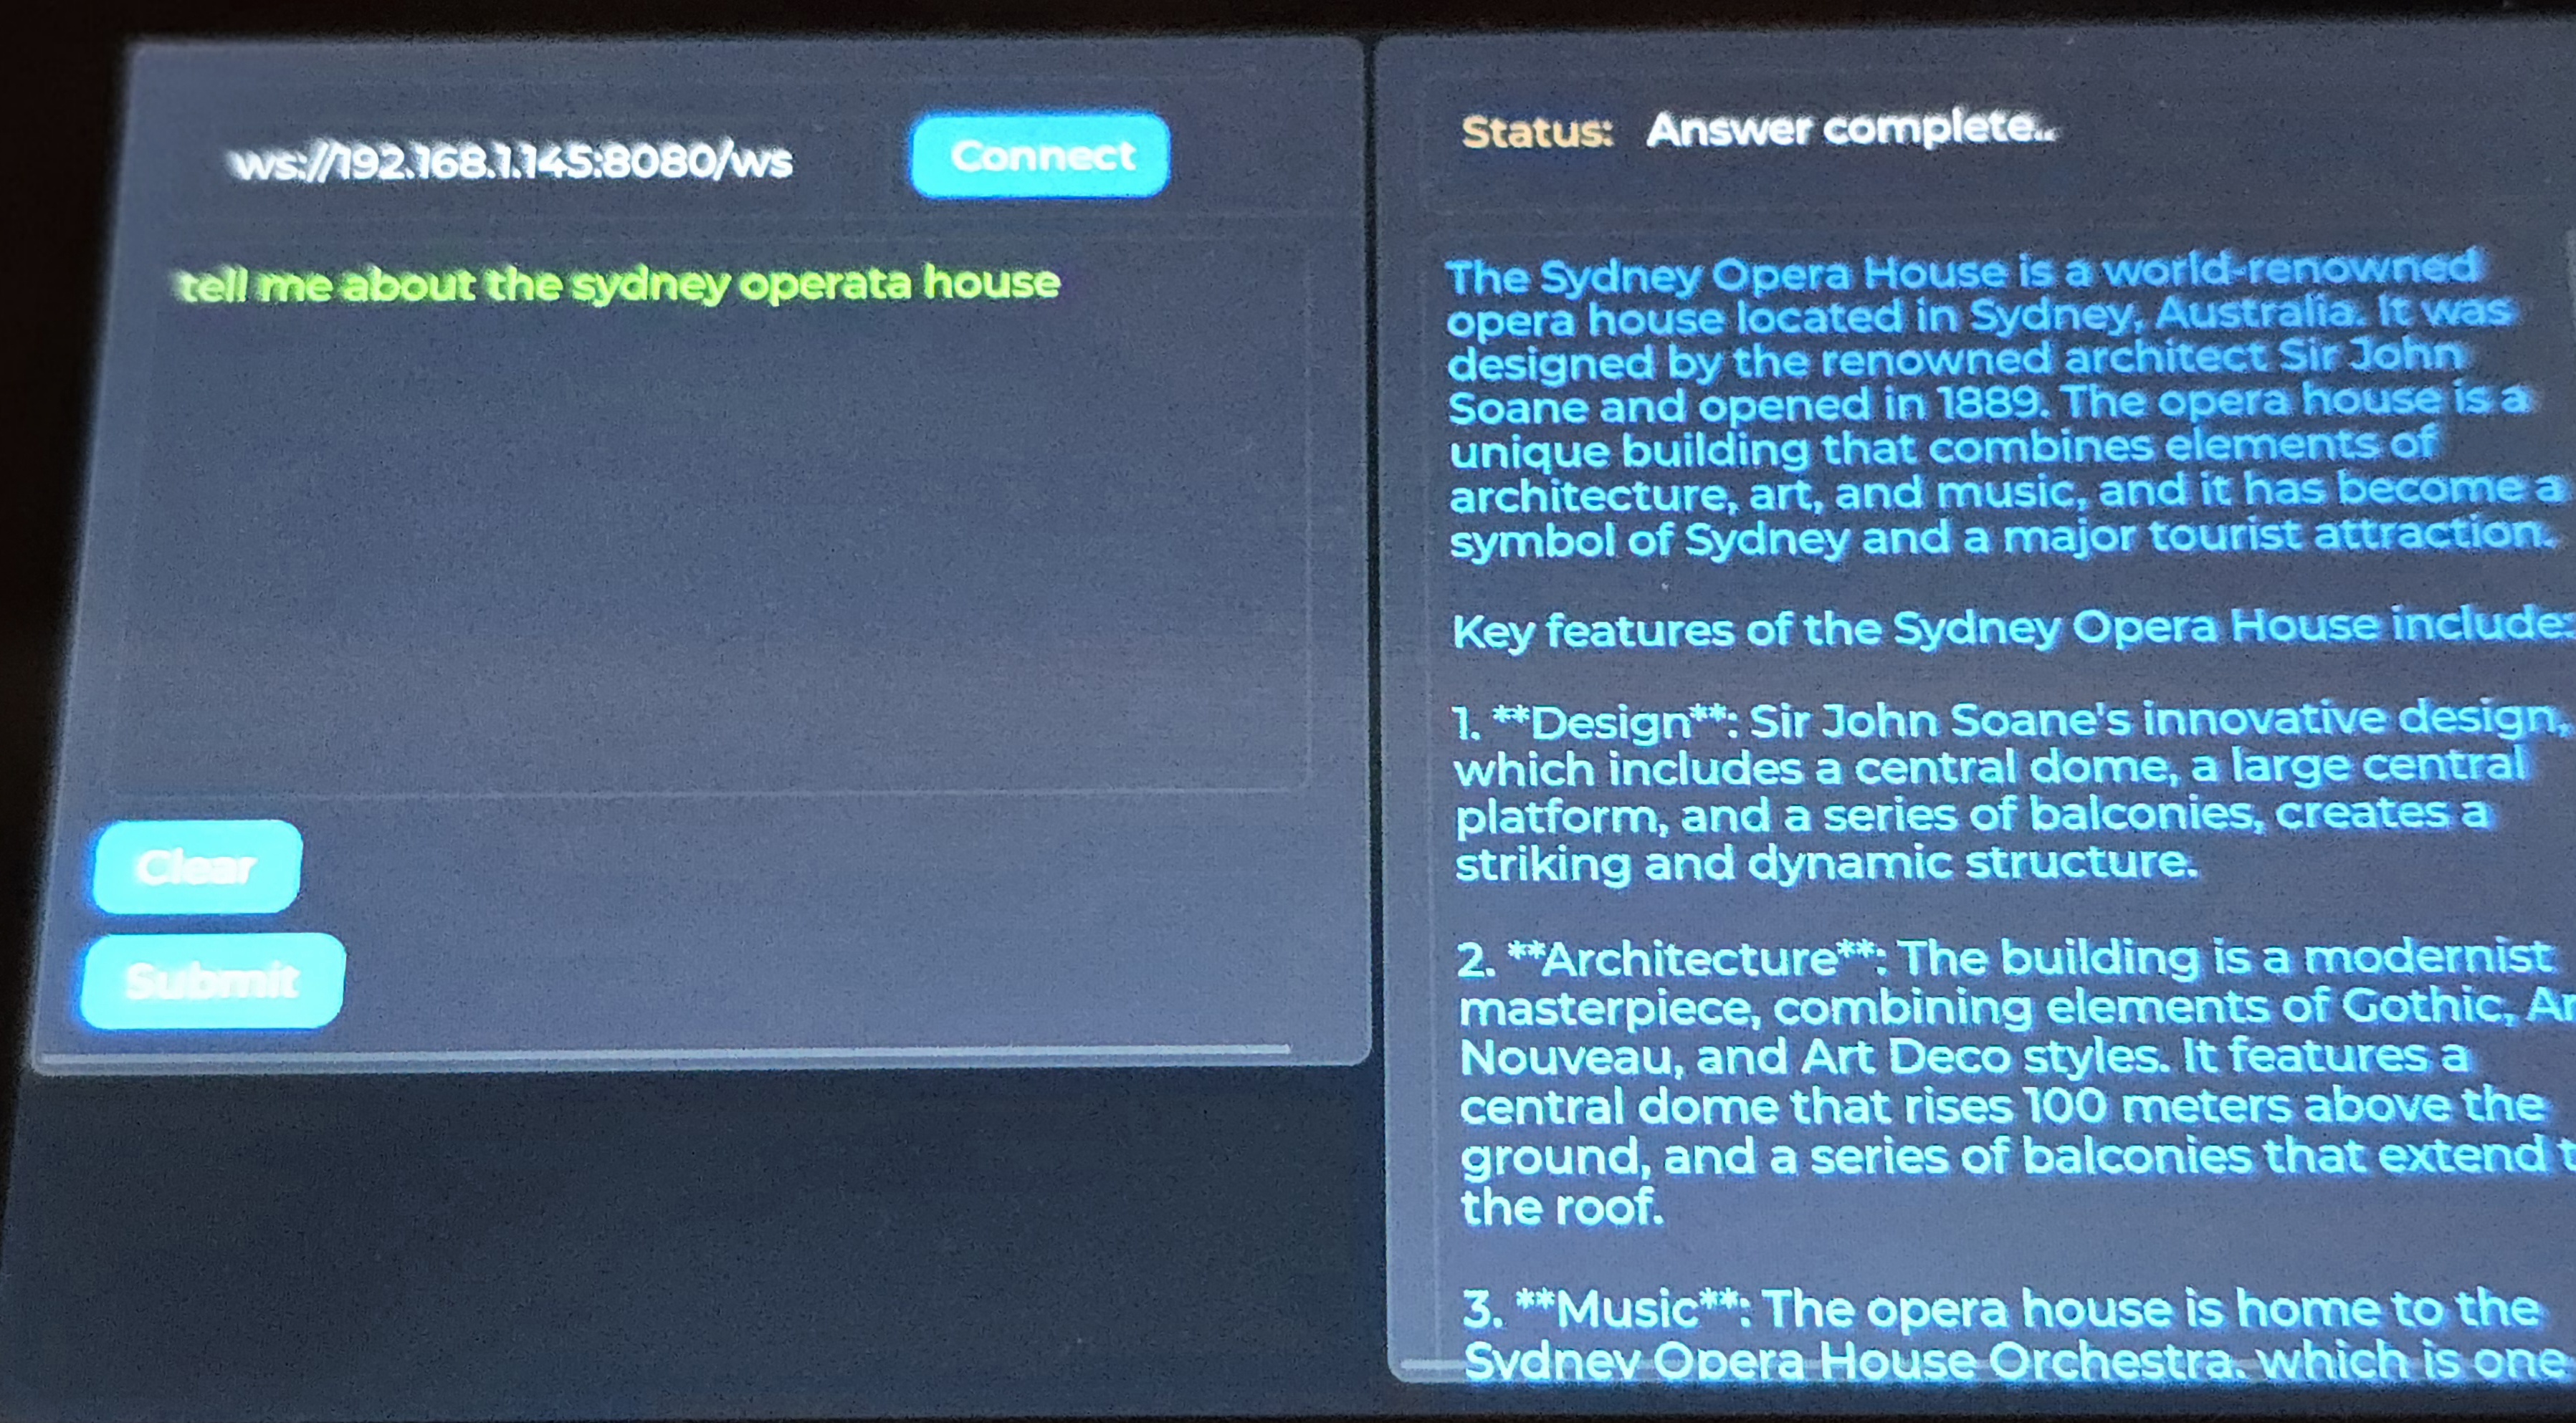 ws://192.168.1.145:8080/ws
Connect
tell me about the sydney operata house
Clear
Submit
Status: Answer complete..
The Sydney Opera House is a world-renowned
opera house located in Sydney, Australia. It was
designed by the renowned architect Sir John
Soane and opened in 1889. The opera house is a
unique building that combines elements of
architecture, art, and music, and it has become a
symbol of Sydney and a major tourist attraction.
Key features of the Sydney Opera House include:
1. **Design**: Sir John Soane's innovative design,
which includes a central dome, a large central
platform, and a series of balconies, creates a
striking and dynamic structure.
2. **Architecture**: The building is a modernist
masterpiece, combining elements of Gothic,
Nouveau, and Art Deco styles. It features a
central dome that rises 100 meters above the
ground, and a series of balconies that extend
the roof.
3. **Music**: The opera house is home to the
Sydney Opera House Orchestra, which is one